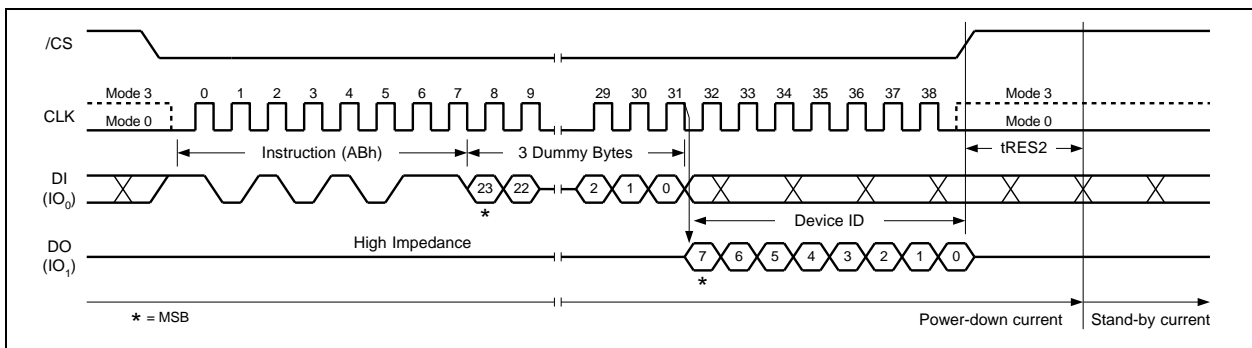 /CS
Mode 3 0 1 2 3 4 5 6 7 8 9 29 30 31 32 33 34 35 36 37 38 Mode 3
CLK
Mode 0 Mode 0
Instruction (ABh) 3 Dummy Bytes tRES2
DI
(IO0)
23 22 2 1 0
*
Device ID
High Impedance
DO
(IO1)
7 6 5 4 3 2 1 0
*
* = MSB
Power-down current Stand-by current